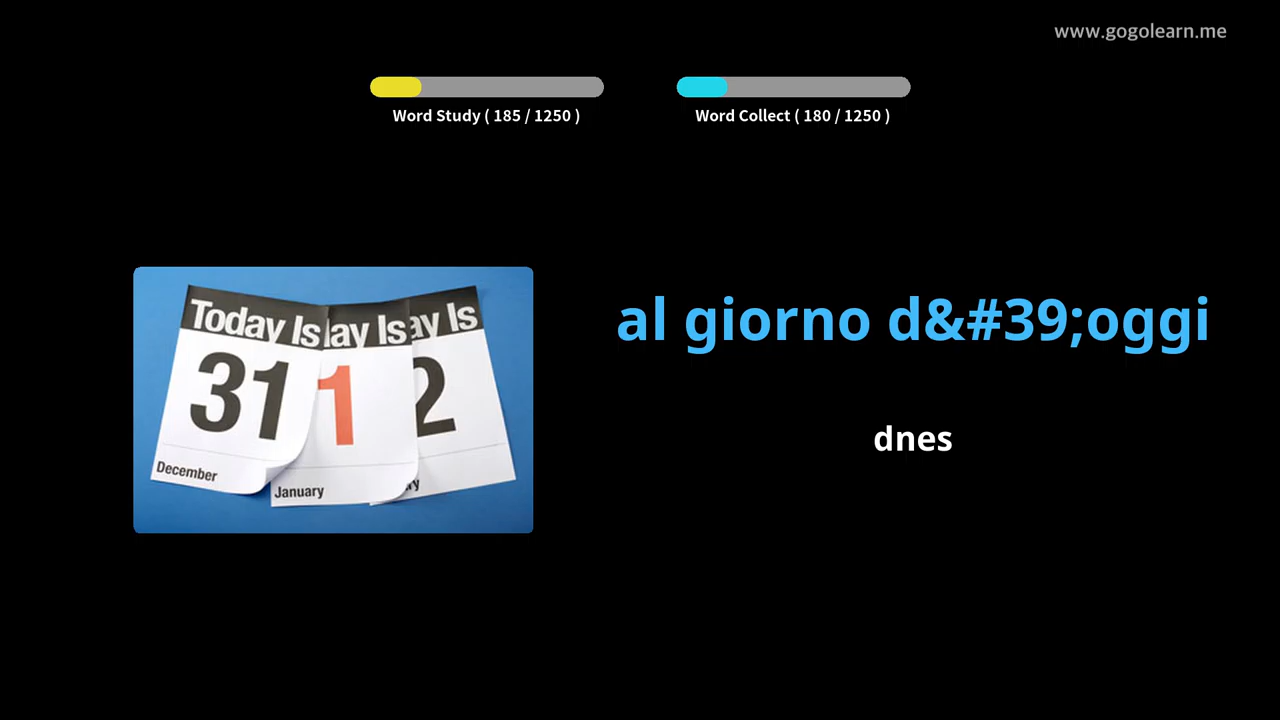 www.gogolearn.me
Word Study ( 185 / 1250 )
Word Collect ( 180 / 1250 )
Today Is
ay Is
ay Is
31
1
2
December
January
ry
al giorno d&#39;oggi
dnes